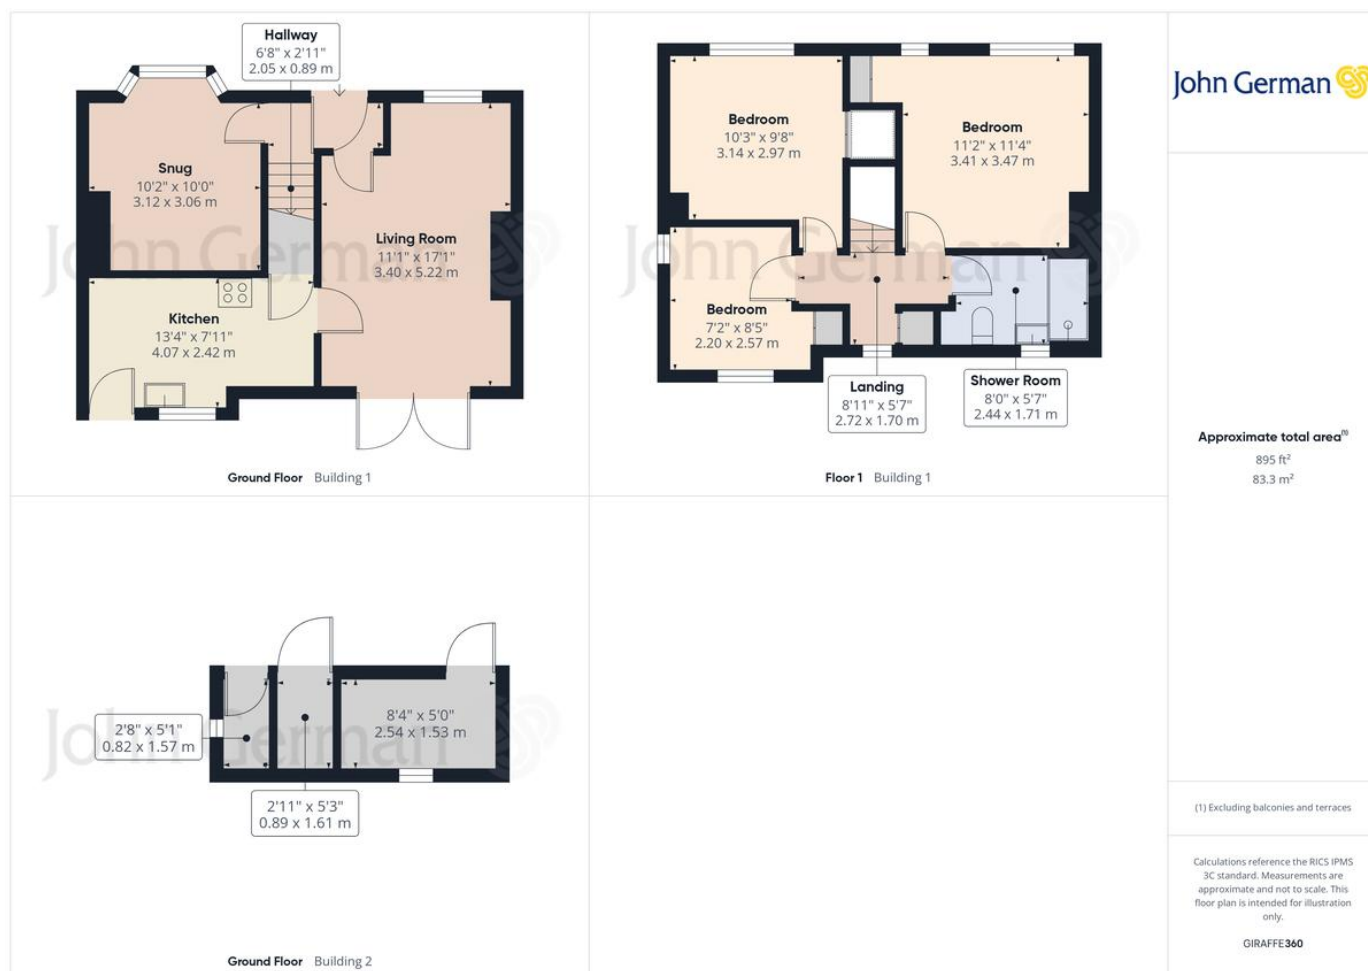 Hallway
6'8" x 2'11"
2.05 x 0.89 m
Snug
10'2" x 10'0"
3.12 x 3.06 m
Living Room
11'1" x 17'1"
3.40 x 5.22 m
Kitchen
13'4" x 7'11"
4.07 x 2.42 m
John German
Ground Floor Building 1
Bedroom
10'3" x 9'8"
3.14 x 2.97 m
Bedroom
11'2" x 11'4"
3.41 x 3.47 m
Bedroom
7'2" x 8'5"
2.20 x 2.57 m
Landing
8'11" x 5'7"
2.72 x 1.70 m
Shower Room
8'0" x 5'7"
2.44 x 1.71 m
John German
Floor 1 Building 1
2'8" x 5'1"
0.82 x 1.57 m
2'11" x 5'3"
0.89 x 1.61 m
8'4" x 5'0"
2.54 x 1.53 m
John German
Ground Floor Building 2
John German
Approximate total area(1)
895 ft²
83.3 m²
(1) Excluding balconies and terraces
Calculations reference the RICS IPMS
3C standard. Measurements are
approximate and not to scale. This
floor plan is intended for illustration
only.
GIRAFFE360